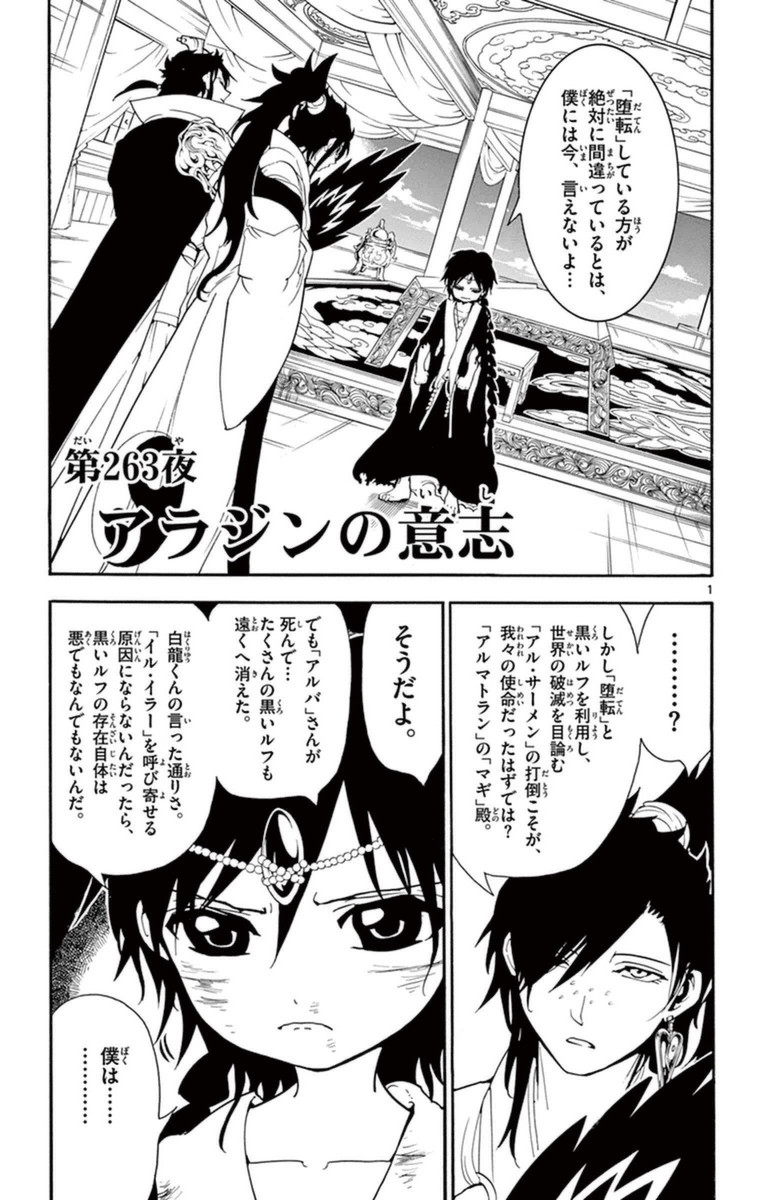 「堕転」している方が
絶対に間違っているとは、
僕には今、言えないよ…
第263夜
アラジンの意志
1
…………？
しかし「堕転」と
黒いルフを利用し、
世界の破滅を目論む
「アル・サーメン」の打倒こそが、
我々の使命だったはずでは？
「アルマトラン」の「マギ」殿。
そうだよ。
でも「アルバ」さんが
死んで…
たくさんの黒いルフも
遠くへ消えた。
白龍くんの言った通りさ。
「イル・イラー」を呼び寄せる
原因にならないんだったら、
黒いルフの存在自体は
悪でもなんでもないんだ。
僕は……
…………